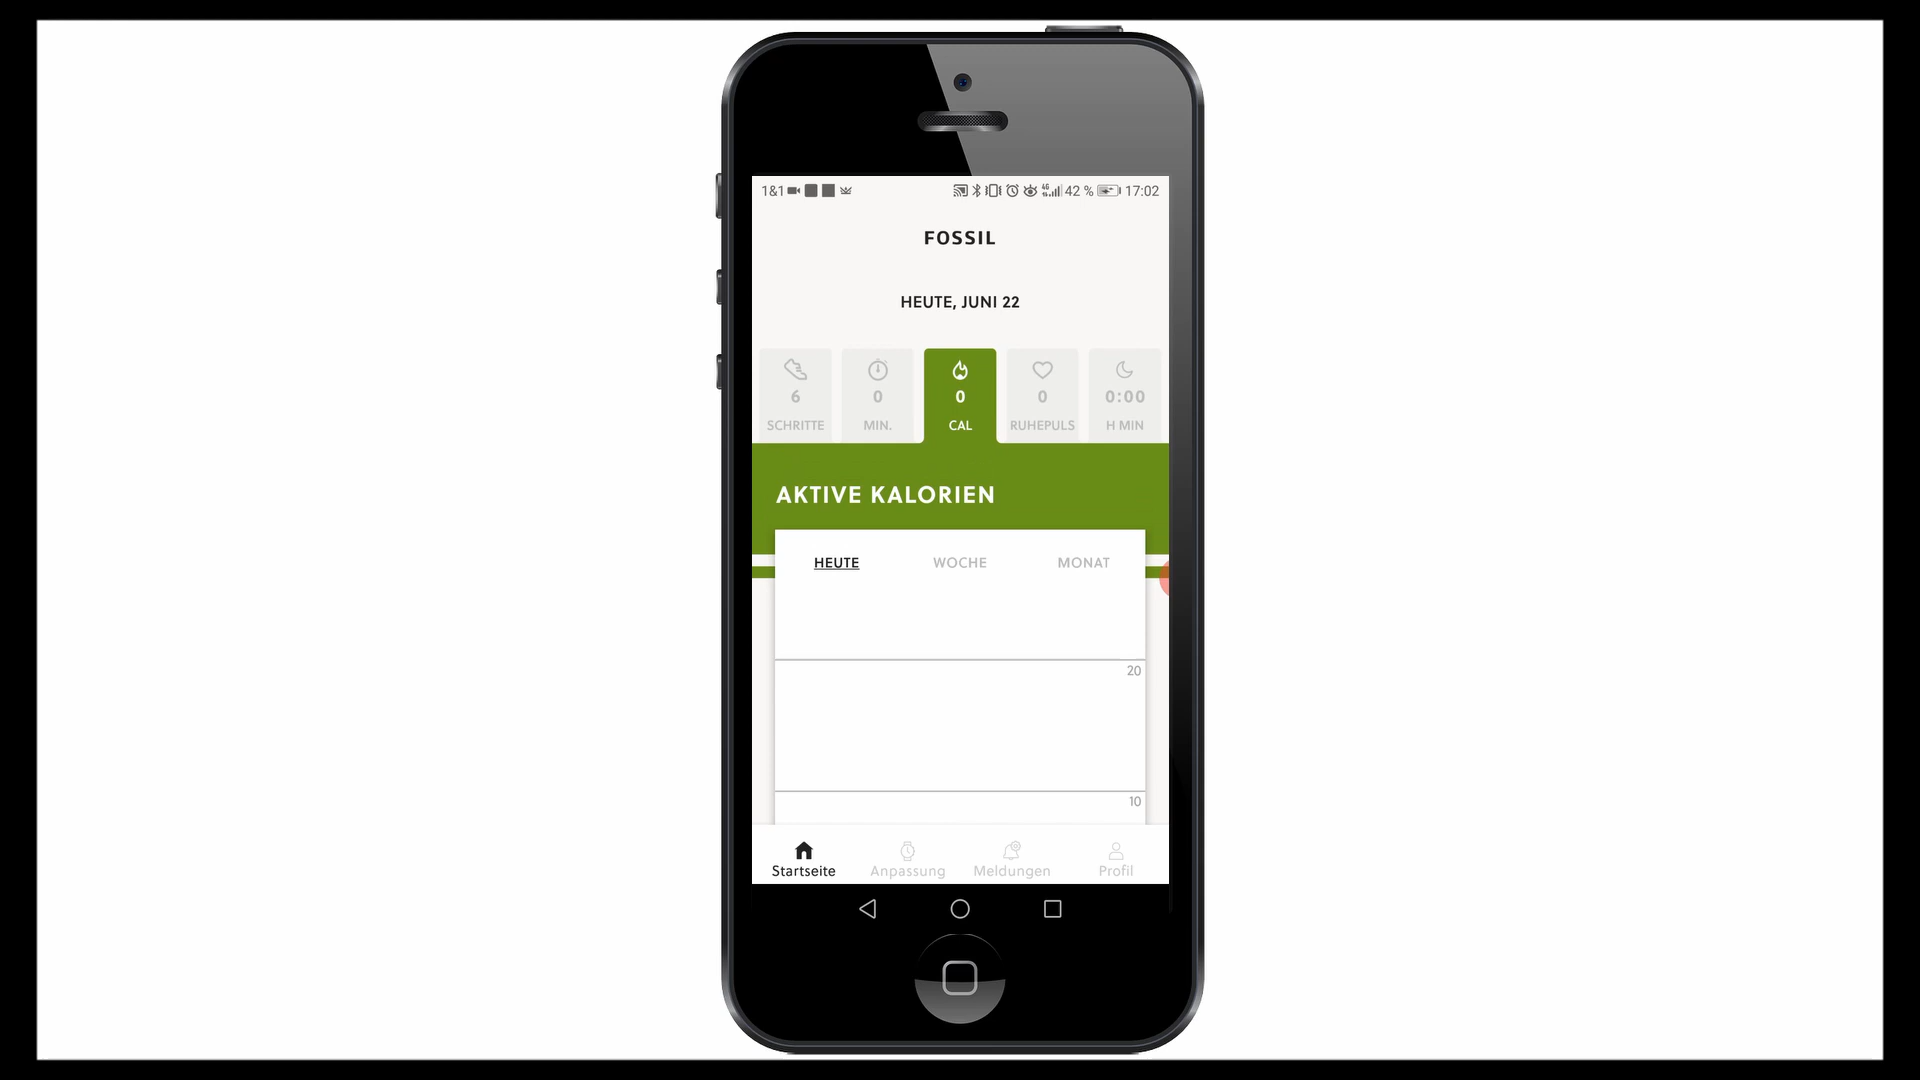 1&1 42 % 17:02
FOSSIL
HEUTE, JUNI 22
6 0 0 0 0:00
SCHRITTE MIN. CAL RUHEPULS H MIN
AKTIVE KALORIEN
HEUTE WOCHE MONAT
20
10
Startseite Anpassung Meldungen Profil